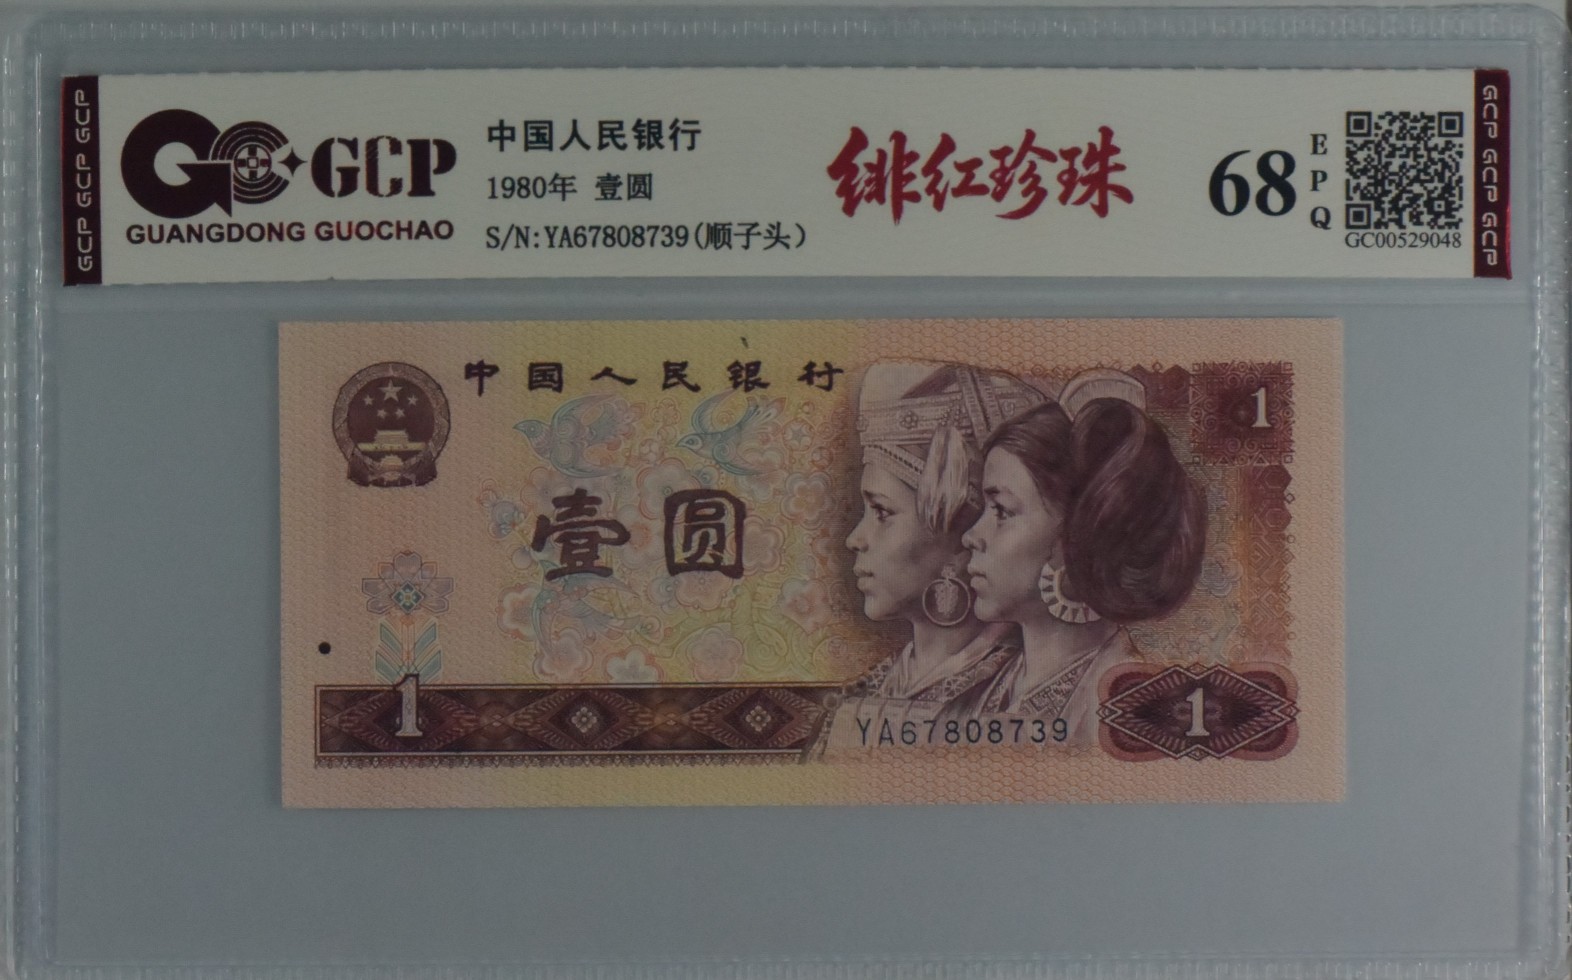 GCP GCP GCP
GCP
GUANGDONG GUOCHAO
中国人民银行
1980年 壹圆
S/N:YA67808739(顺子头)
绯红珍珠
68
EPQ
GC00529048
GCP GCP GCP
中国人民银行
1
壹圆
1
YA67808739
1